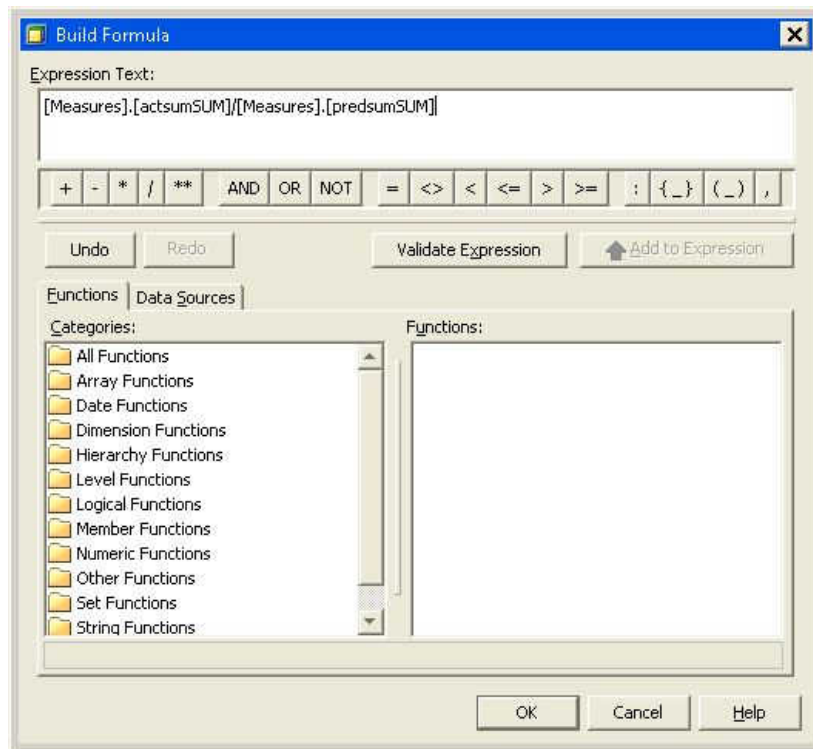 Build Formula
Expression Text:
[Measures].[actsumSUM]/[Measures].[predsumSUM]
+ - * / ** AND OR NOT = <> < <= > >= : {_} (_) ,
Undo Redo Validate Expression Add to Expression
Functions Data Sources
Categories: Functions:
All Functions
Array Functions
Date Functions
Dimension Functions
Hierarchy Functions
Level Functions
Logical Functions
Member Functions
Numeric Functions
Other Functions
Set Functions
String Functions
OK Cancel Help